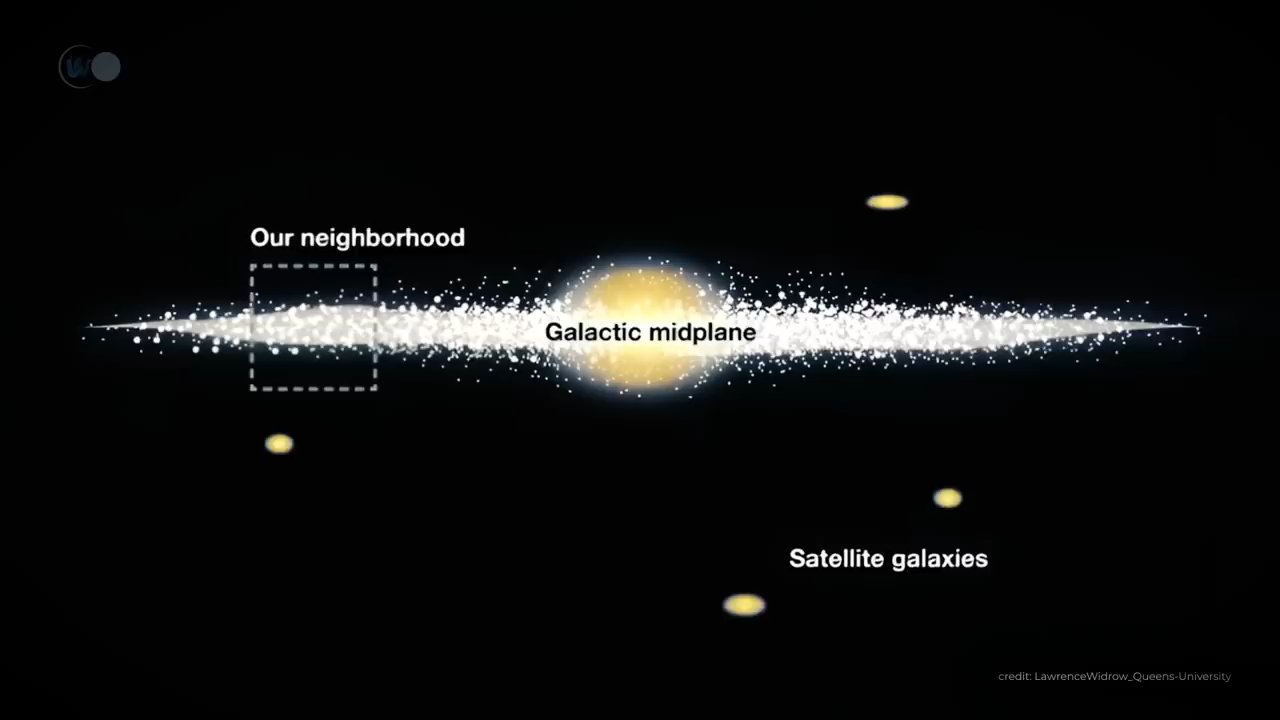 Our neighborhood
Galactic midplane
Satellite galaxies
credit: LawrenceWidrow_Queens-University